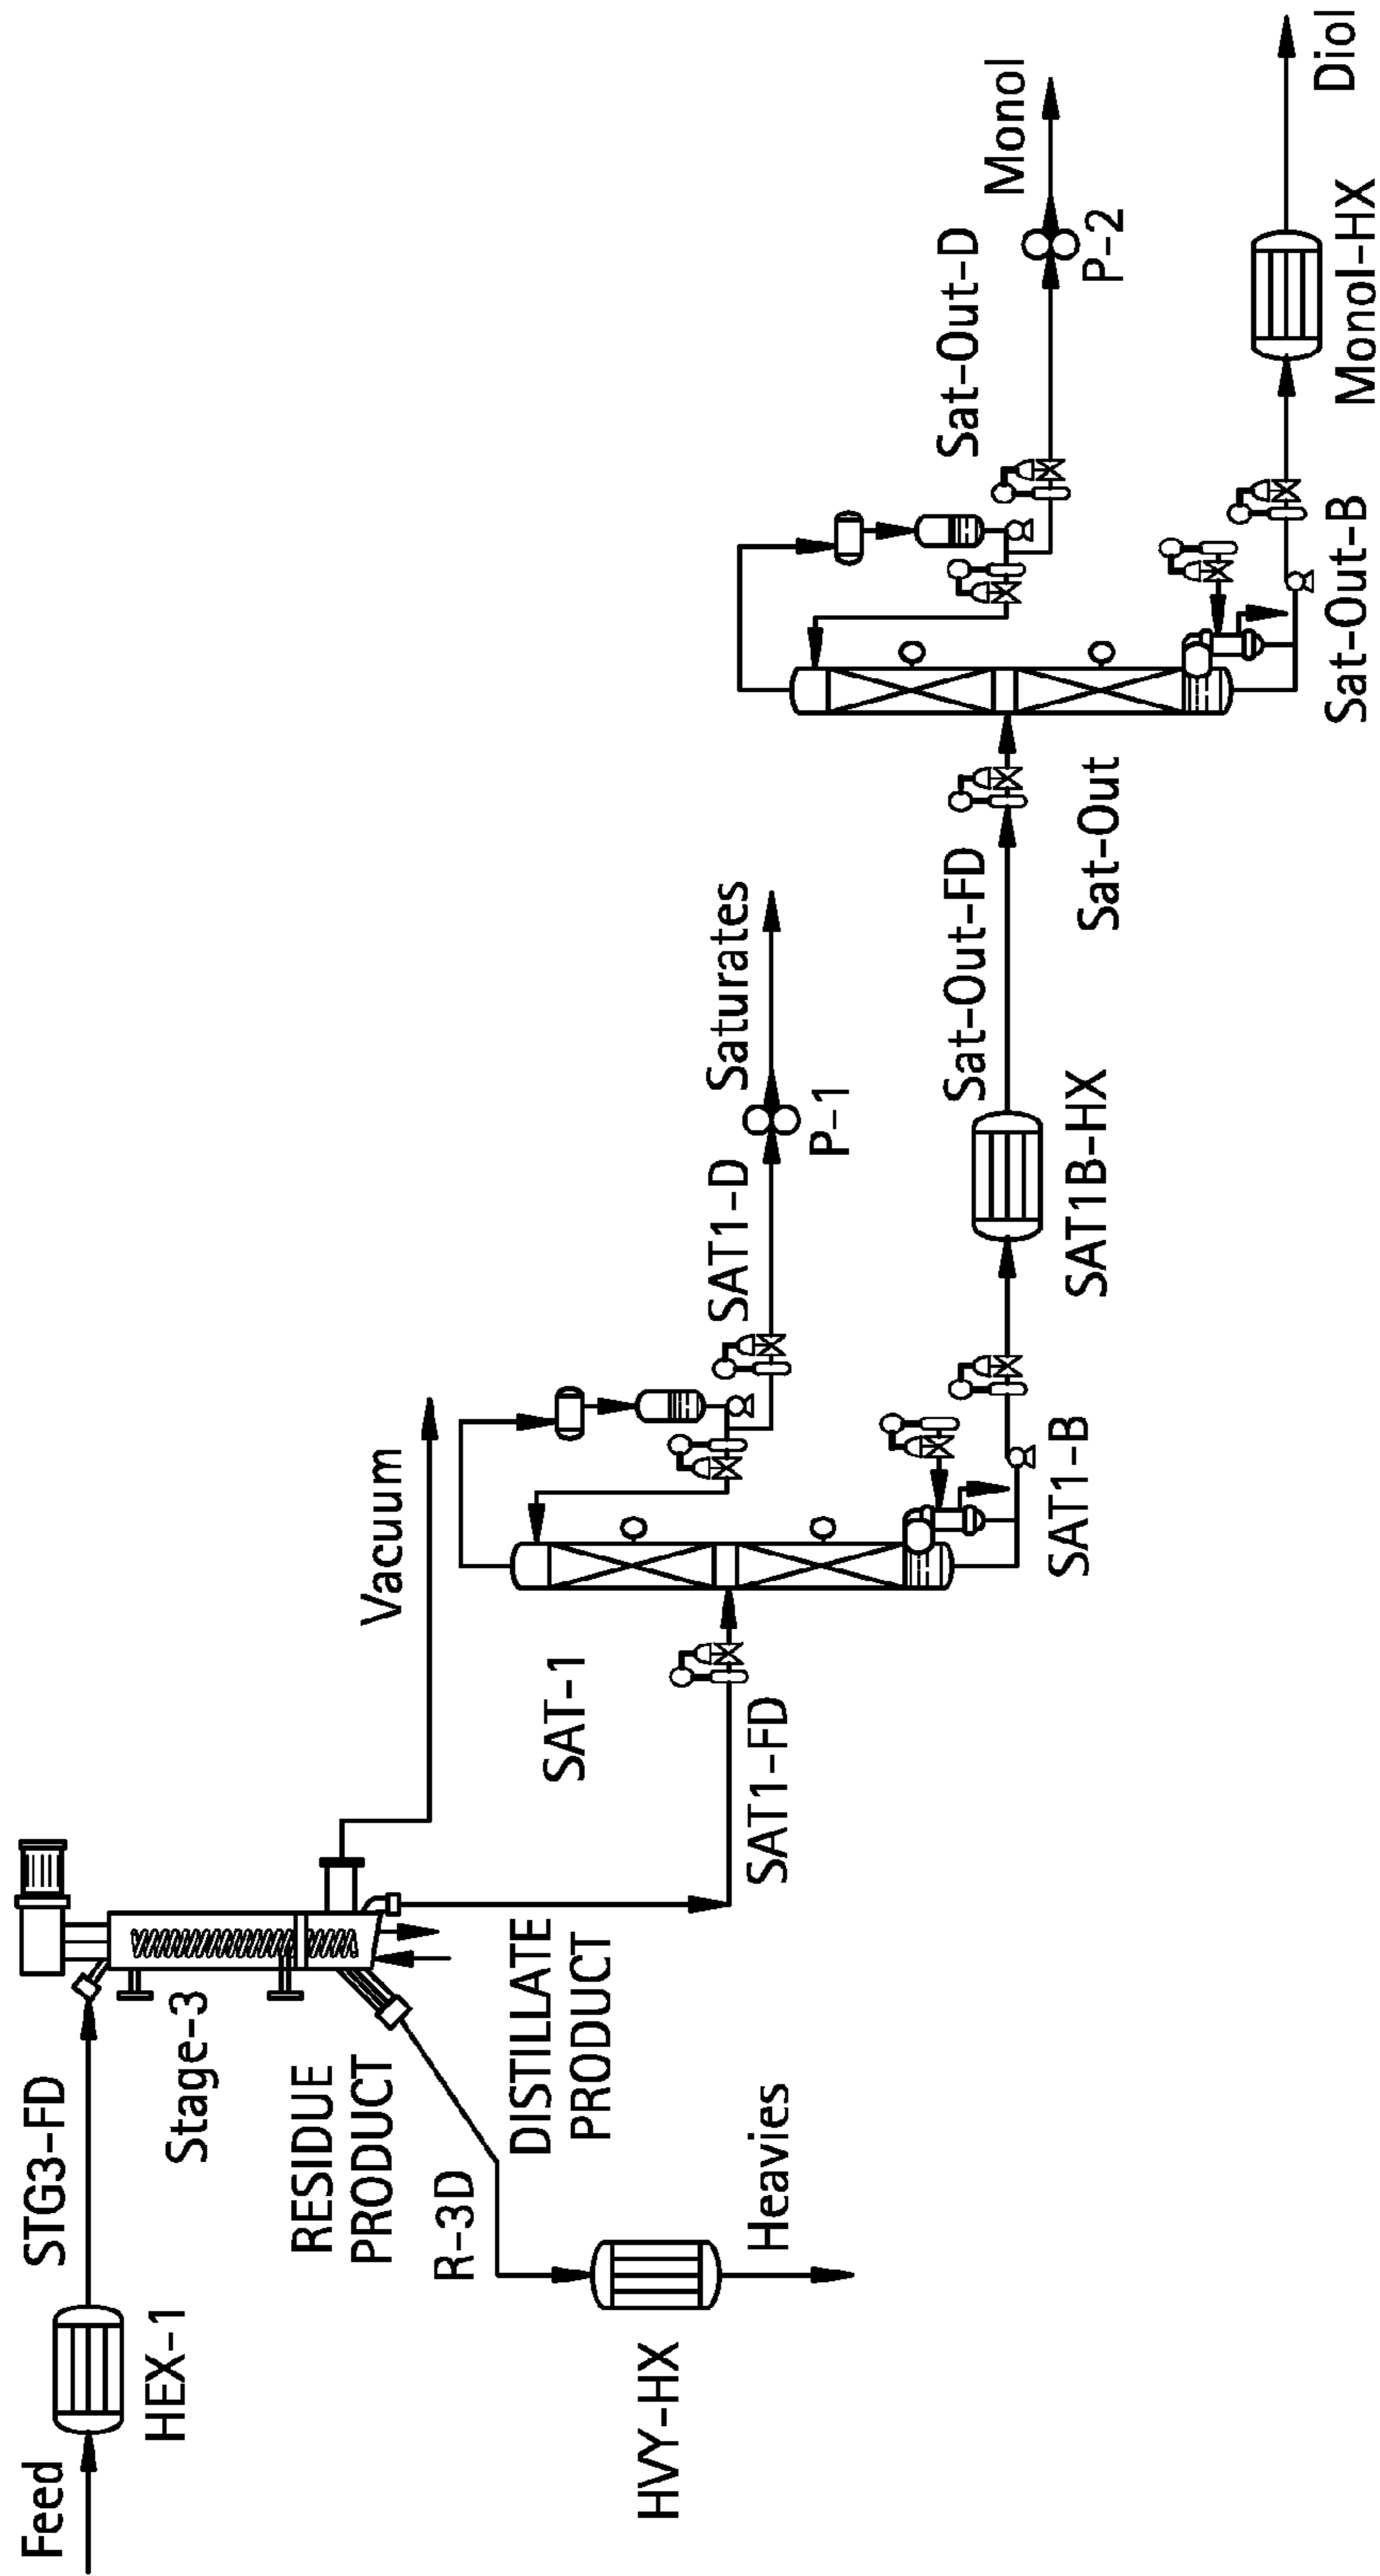 Feed
HEX-1
STG3-FD
Stage-3
RESIDUE
PRODUCT
R-3D
HVY-HX
Heavies
DISTILLATE
PRODUCT
Vacuum
SAT1-FD
SAT-1
SAT1-B
SAT1-D
P-1
Saturates
SAT1B-HX
Sat-Out-FD
Sat-Out
Sat-Out-B
Sat-Out-D
P-2
Monol
Monol-HX
Diol